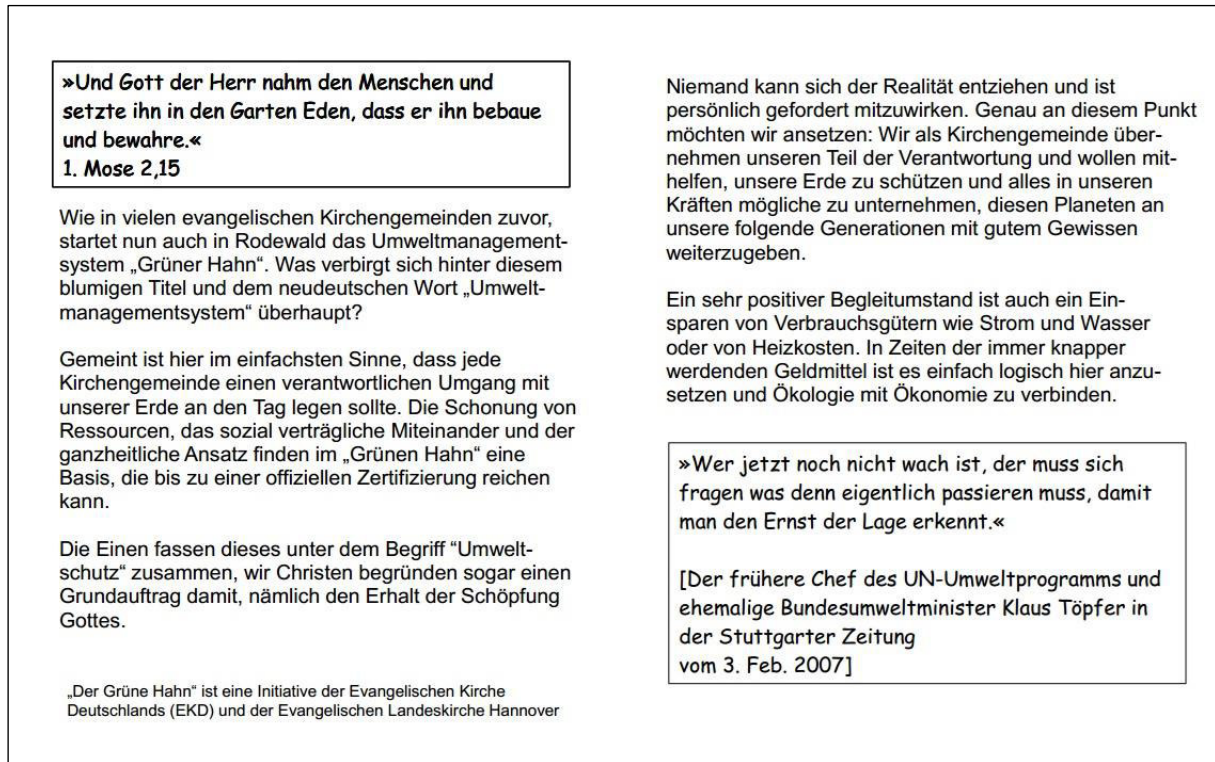 »Und Gott der Herr nahm den Menschen und
setzte ihn in den Garten Eden, dass er ihn bebaue
und bewahre.«
1. Mose 2,15
Wie in vielen evangelischen Kirchengemeinden zuvor,
startet nun auch in Rodewald das Umweltmanagement-
system „Grüner Hahn“. Was verbirgt sich hinter diesem
blumigen Titel und dem neudeutschen Wort „Umwelt-
managementsystem“ überhaupt?
Gemeint ist hier im einfachsten Sinne, dass jede
Kirchengemeinde einen verantwortlichen Umgang mit
unserer Erde an den Tag legen sollte. Die Schonung von
Ressourcen, das sozial verträgliche Miteinander und der
ganzheitliche Ansatz finden im „Grünen Hahn“ eine
Basis, die bis zu einer offiziellen Zertifizierung reichen
kann.
Die Einen fassen dieses unter dem Begriff “Umwelt-
schutz“ zusammen, wir Christen begründen sogar einen
Grundauftrag damit, nämlich den Erhalt der Schöpfung
Gottes.
„Der Grüne Hahn“ ist eine Initiative der Evangelischen Kirche
Deutschlands (EKD) und der Evangelischen Landeskirche Hannover
Niemand kann sich der Realität entziehen und ist
persönlich gefordert mitzuwirken. Genau an diesem Punkt
möchten wir ansetzen: Wir als Kirchengemeinde über-
nehmen unseren Teil der Verantwortung und wollen mit-
helfen, unsere Erde zu schützen und alles in unseren
Kräften mögliche zu unternehmen, diesen Planeten an
unsere folgende Generationen mit gutem Gewissen
weiterzugeben.
Ein sehr positiver Begleitumstand ist auch ein Ein-
sparen von Verbrauchsgütern wie Strom und Wasser
oder von Heizkosten. In Zeiten der immer knapper
werdenden Geldmittel ist es einfach logisch hier anzu-
setzen und Ökologie mit Ökonomie zu verbinden.
»Wer jetzt noch nicht wach ist, der muss sich
fragen was denn eigentlich passieren muss, damit
man den Ernst der Lage erkennt.«
[Der frühere Chef des UN-Umweltprogramms und
ehemalige Bundesumweltminister Klaus Töpfer in
der Stuttgarter Zeitung
vom 3. Feb. 2007]